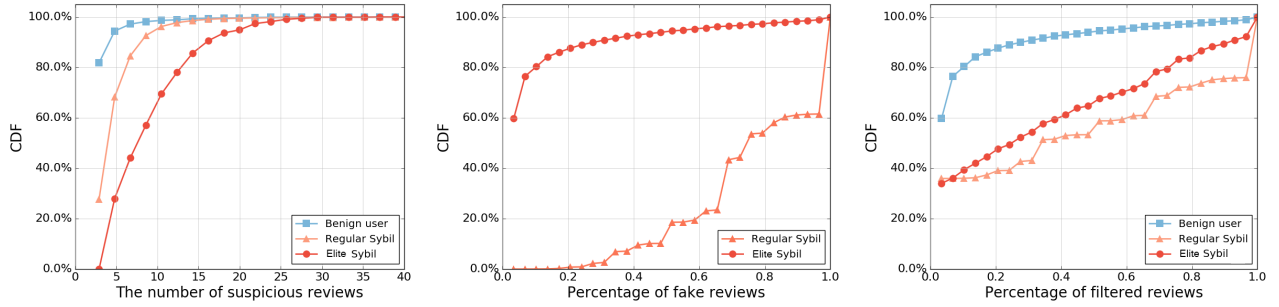 100.0%
80.0%
60.0%
40.0%
20.0%
0.0%
CDF
0 5 10 15 20 25 30 35 40
The number of suspicious reviews
Benign user
Regular Sybil
Elite Sybil
100.0%
80.0%
60.0%
40.0%
20.0%
0.0%
CDF
0.0 0.2 0.4 0.6 0.8 1.0
Percentage of fake reviews
Regular Sybil
Elite Sybil
100.0%
80.0%
60.0%
40.0%
20.0%
0.0%
CDF
0.0 0.2 0.4 0.6 0.8 1.0
Percentage of filtered reviews
Benign user
Regular Sybil
Elite Sybil